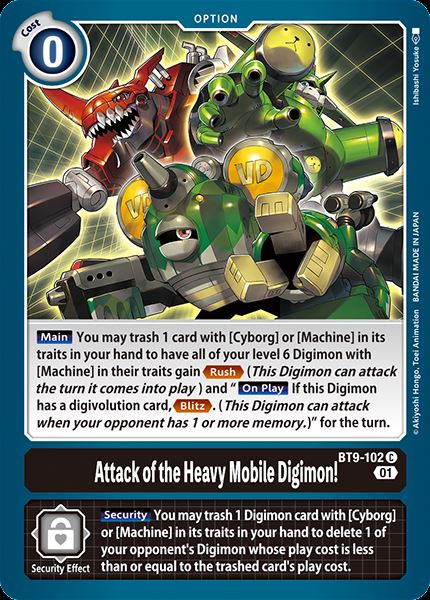 Cost
0
OPTION
Ishibashi Yosuke
VD
VD
[Main] You may trash 1 card with [Cyborg] or [Machine] in its
traits in your hand to have all of your level 6 Digimon with
[Machine] in their traits gain Rush (This Digimon can attack
the turn it comes into play ) and “ [On Play] If this Digimon
has a digivolution card, Blitz . (This Digimon can attack
when your opponent has 1 or more memory.)” for the turn.
© Akiyoshi Hongo, Toei Animation BANDAI MADE IN JAPAN
BT9-102 C
Attack of the Heavy Mobile Digimon!
01
[Security] You may trash 1 Digimon card with [Cyborg]
or [Machine] in its traits in your hand to delete 1 of
your opponent's Digimon whose play cost is less
than or equal to the trashed card's play cost.
Security Effect